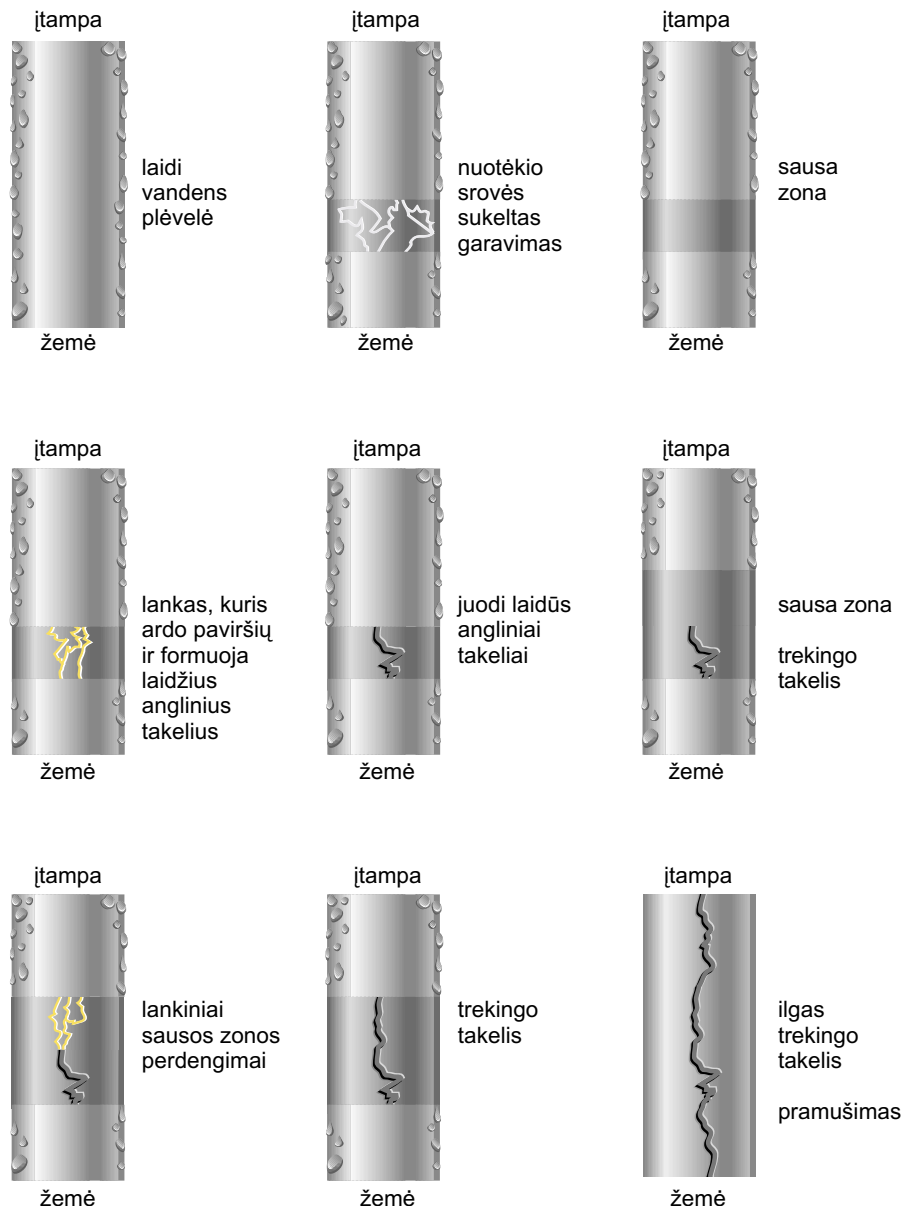 įtampa
laidi
vandens
plėvelė
žemė
įtampa
nuotėkio
srovės
sukeltas
garavimas
žemė
įtampa
sausa
zona
žemė
įtampa
lankas, kuris
ardo paviršių
ir formuoja
laidžius
anglinius
takelius
žemė
įtampa
juodi laidūs
angliniai
takeliai
žemė
įtampa
sausa zona
trekingo
takelis
žemė
įtampa
lankiniai
sausos zonos
perdengimai
žemė
įtampa
trekingo
takelis
žemė
įtampa
ilgas
trekingo
takelis
pramušimas
žemė